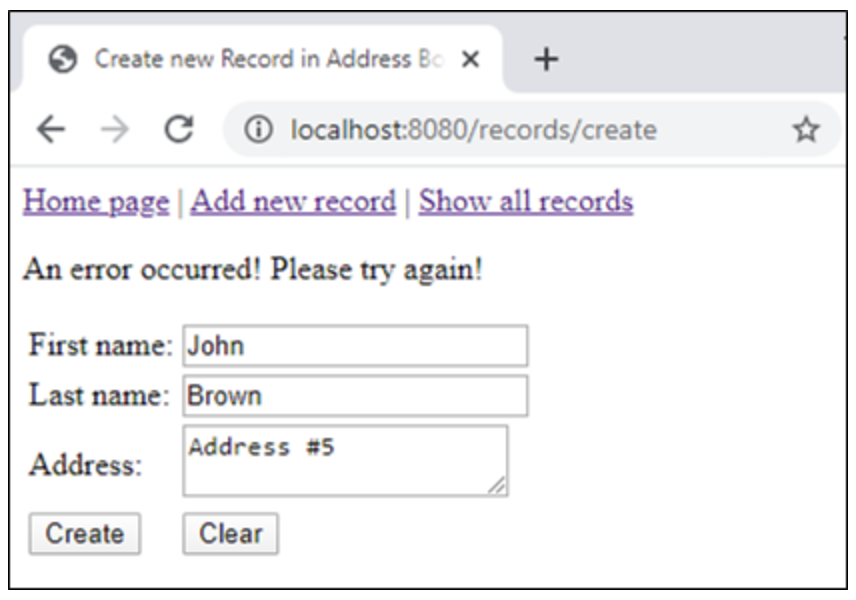 Create new Record in Address Bo
localhost:8080/records/create
Home page | Add new record | Show all records
An error occurred! Please try again!
First name: John
Last name: Brown
Address: Address #5
Create Clear